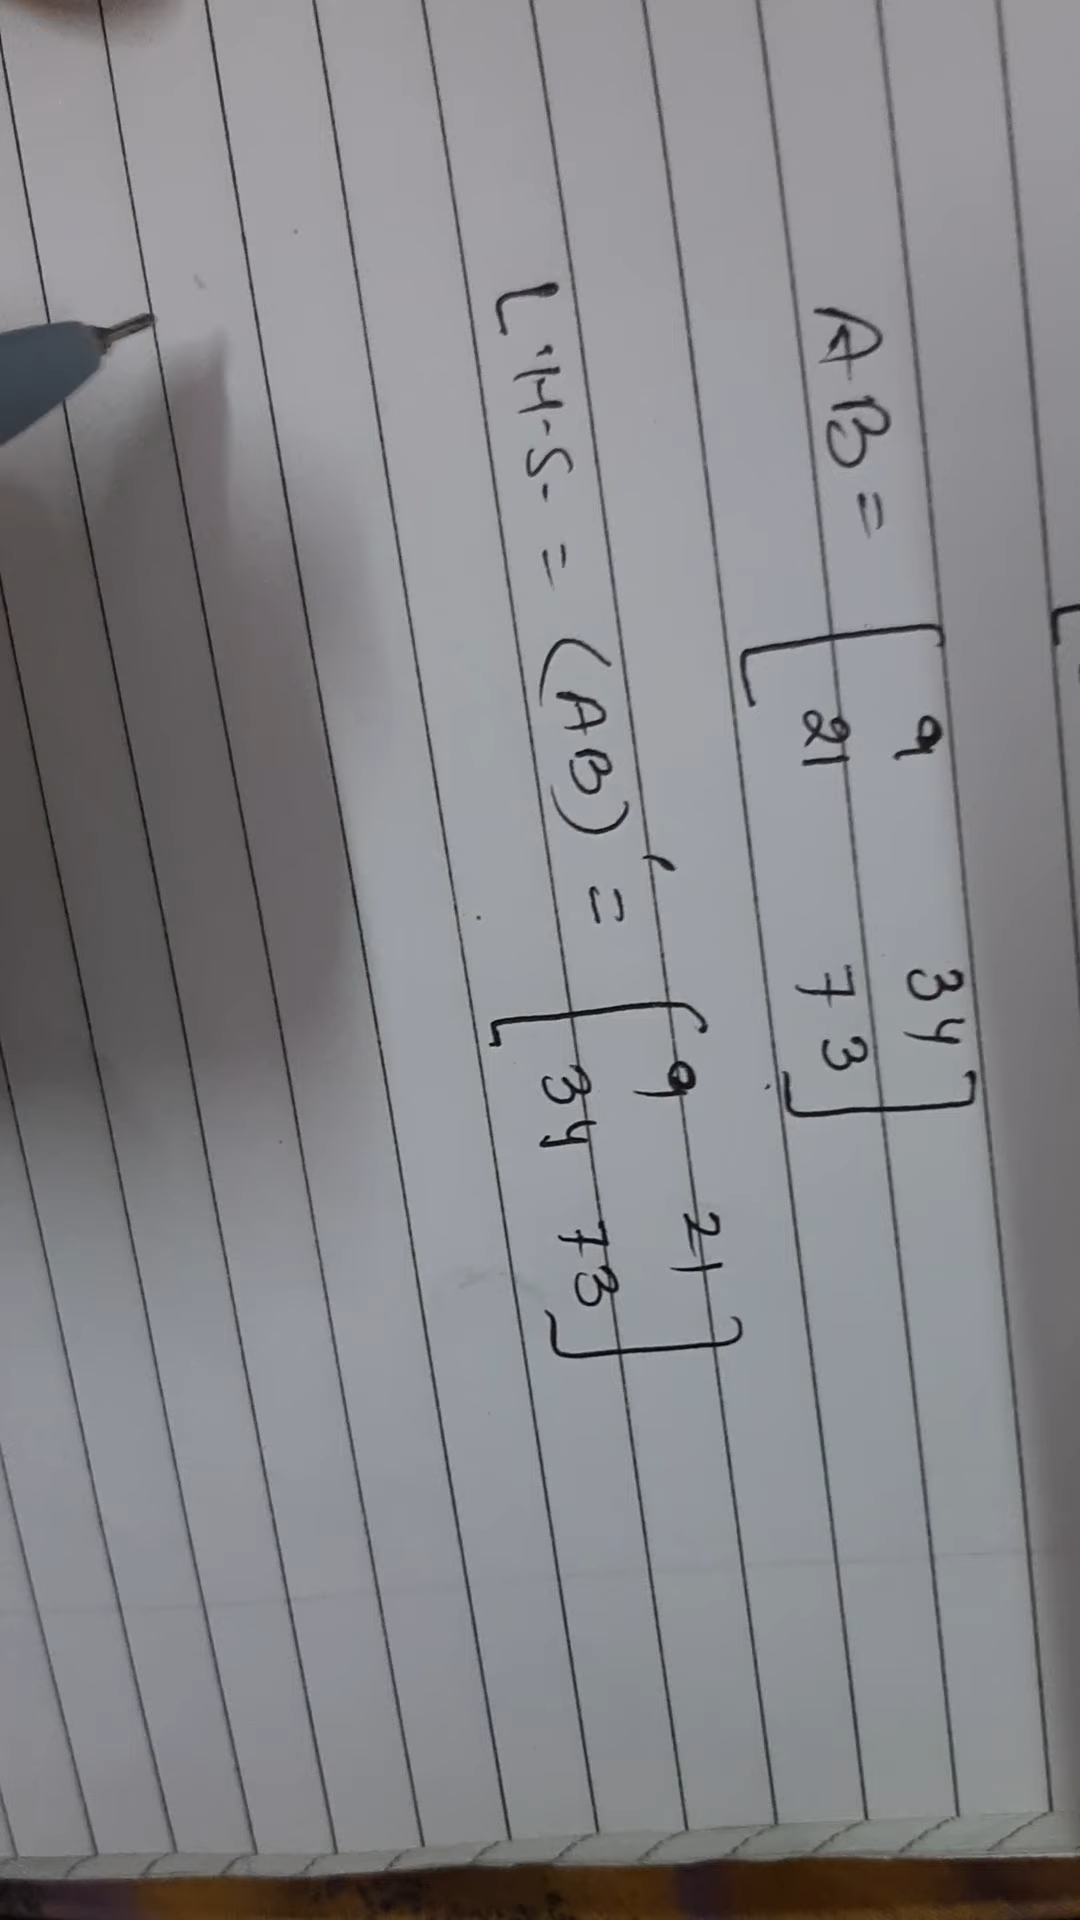 AB = [ 9 34
21 73 ]
L.H.S. = (AB)' = [ 9 21
34 73 ]